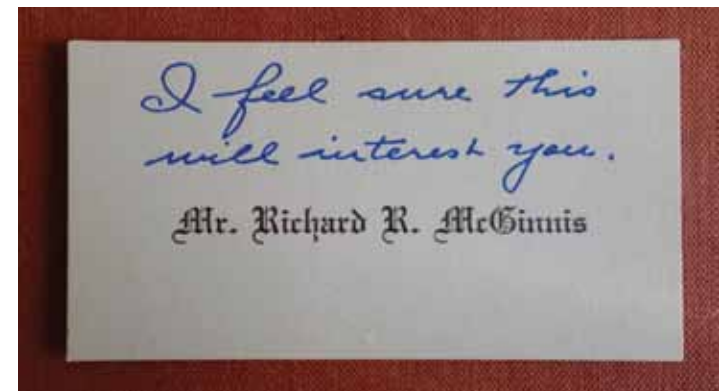 I feel sure this
will interest you.
Mr. Richard R. McGinnis